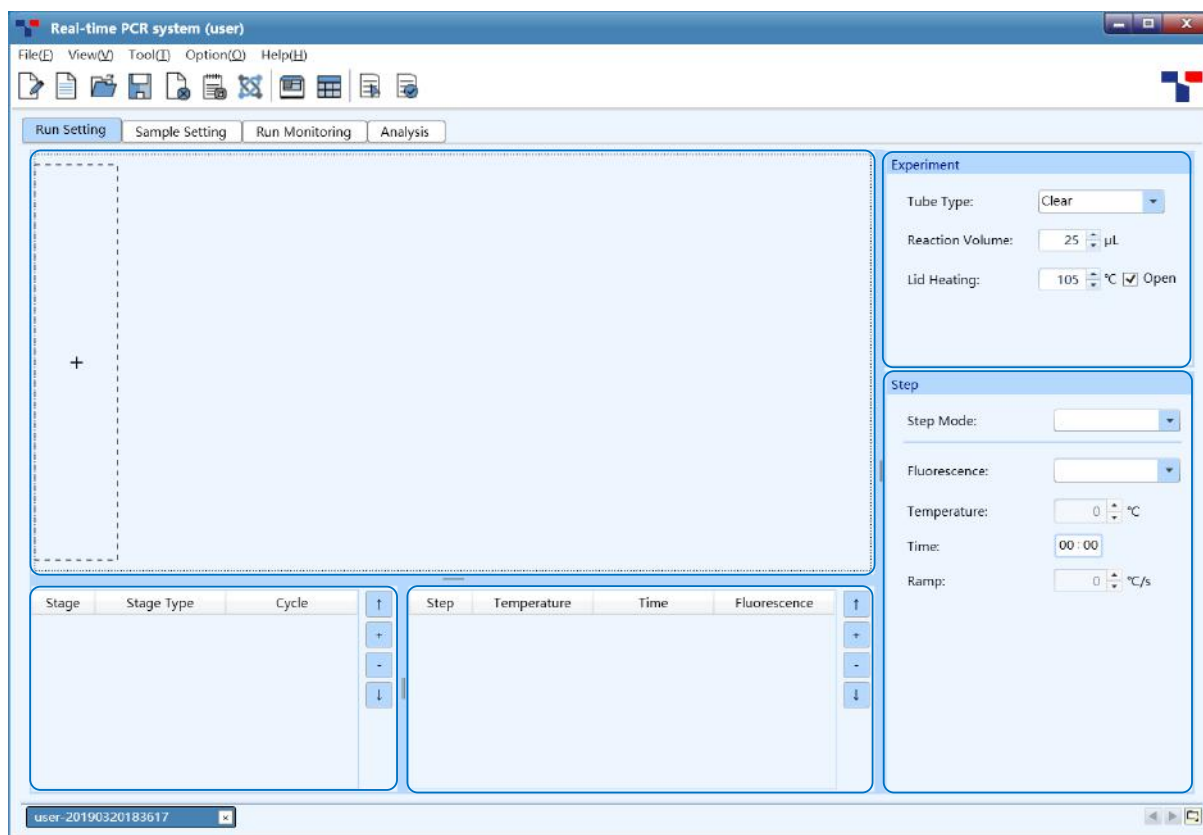 Real-time PCR system (user)
File(F) View(V) Tool(T) Option(O) Help(H)
Run Setting Sample Setting Run Monitoring Analysis
+
Experiment
Tube Type: Clear
Reaction Volume: 25 µL
Lid Heating: 105 ℃ Open
Step
Step Mode:
Fluorescence:
Temperature: 0 ℃
Time: 00:00
Ramp: 0 ℃/s
Stage Stage Type Cycle ↑
+
-
↓
Step Temperature Time Fluorescence ↑
+
-
↓
user-20190320183617